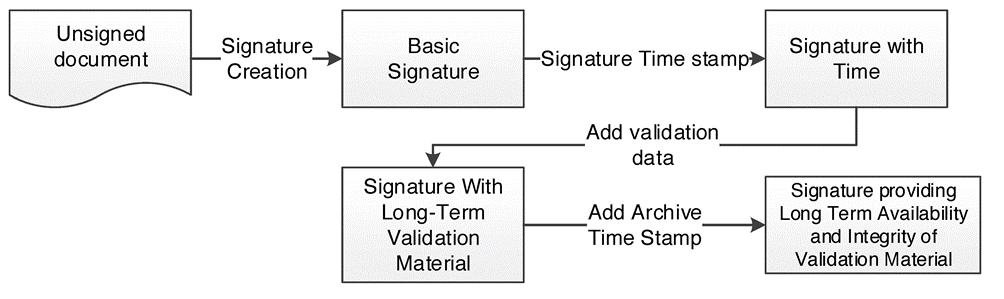 Unsigned
document
Signature
Creation
Basic
Signature
Signature Time stamp
Signature with
Time
Add validation
data
Signature With
Long-Term
Validation
Material
Add Archive
Time Stamp
Signature providing
Long Term Availability
and Integrity of
Validation Material